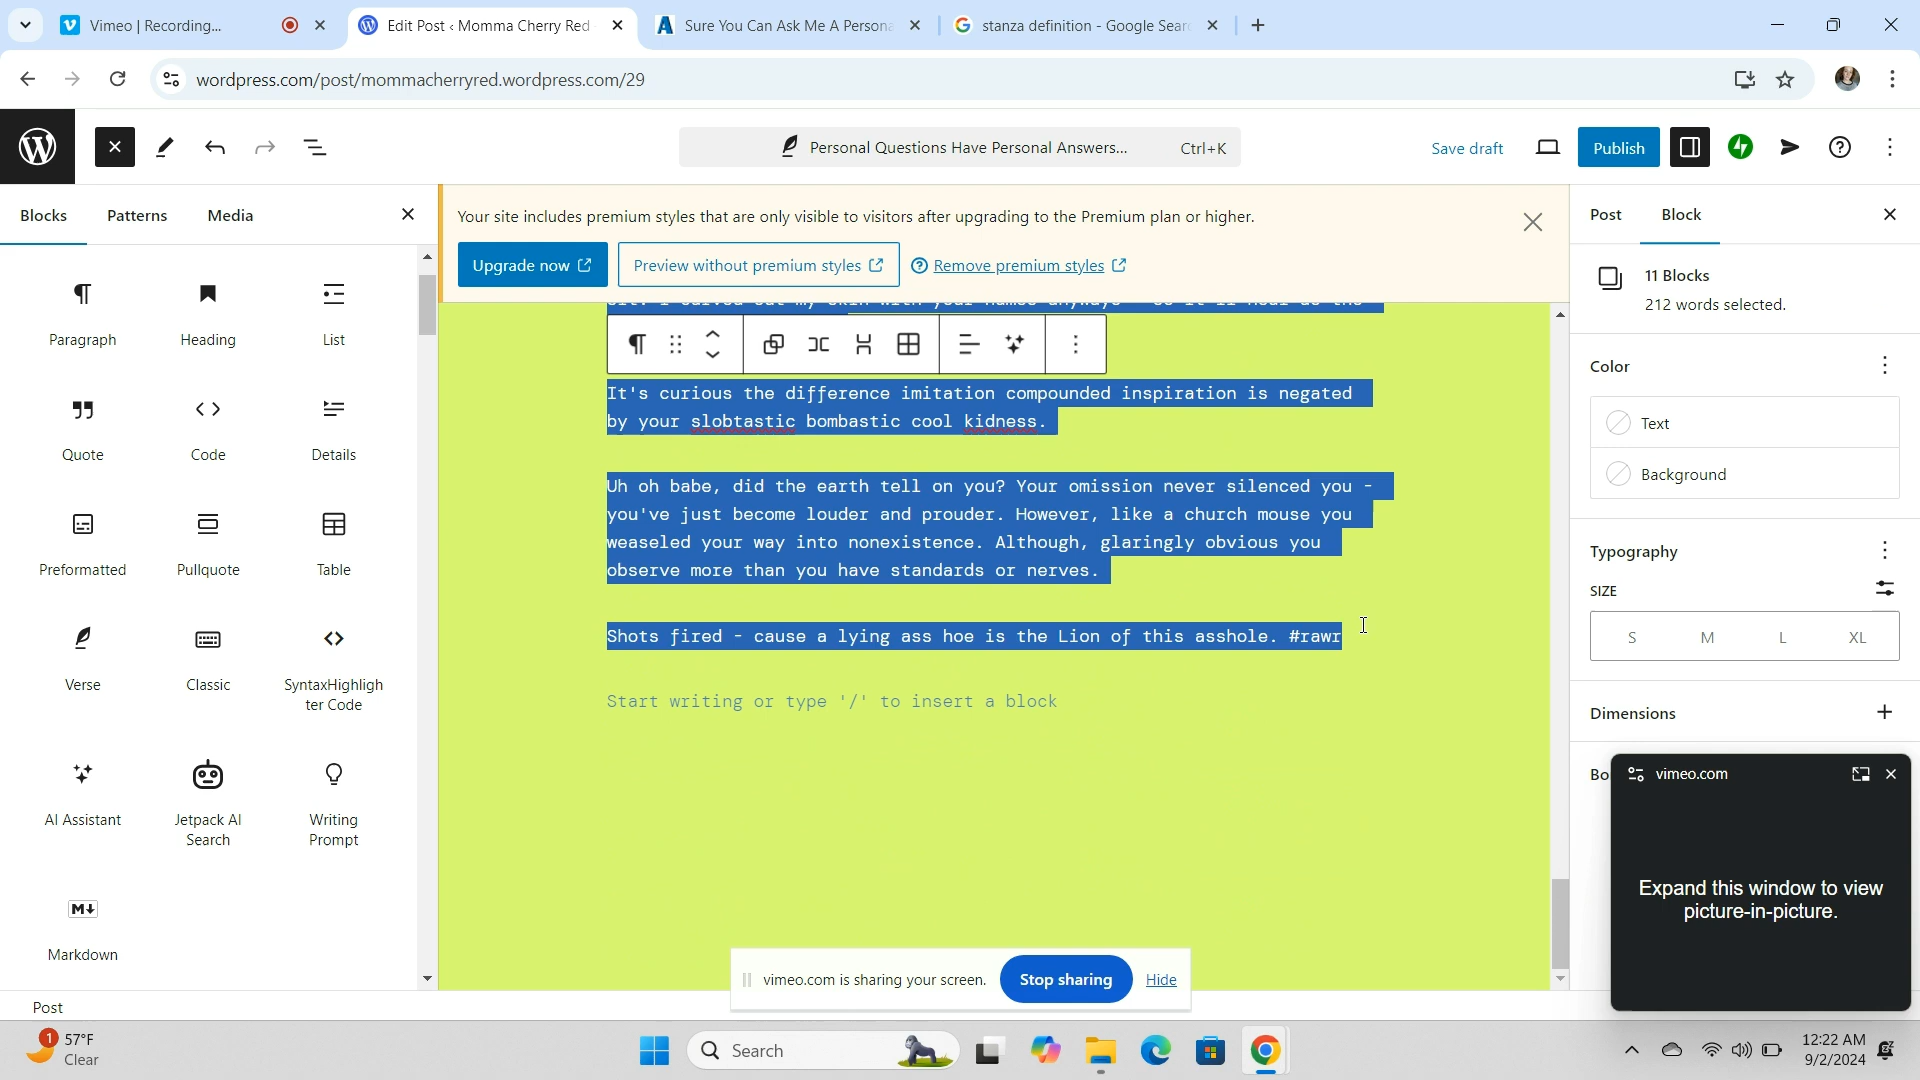 Vimeo | Recording...
Edit Post ‹ Momma Cherry Red
Sure You Can Ask Me A Persona
stanza definition - Google Sear
wordpress.com/post/mommacherryred.wordpress.com/29
Personal Questions Have Personal Answers...
Ctrl+K
Save draft
Publish
Blocks
Patterns
Media
Your site includes premium styles that are only visible to visitors after upgrading to the Premium plan or higher.
Upgrade now
Preview without premium styles
Remove premium styles
Post
Block
11 Blocks
212 words selected.
Paragraph
Heading
List
Quote
Code
Details
Preformatted
Pullquote
Table
Verse
Classic
SyntaxHighligh
ter Code
AI Assistant
Jetpack AI
Search
Writing
Prompt
Markdown
It's curious the difference imitation compounded inspiration is negated
by your slobtastic bombastic cool kidness.
Uh oh babe, did the earth tell on you? Your omission never silenced you -
you've just become louder and prouder. However, like a church mouse you
weaseled your way into nonexistence. Although, glaringly obvious you
observe more than you have standards or nerves.
Shots fired - cause a lying ass hoe is the Lion of this asshole. #rawr
Start writing or type '/' to insert a block
Color
Text
Background
Typography
SIZE
S
M
L
XL
Dimensions
Bo
vimeo.com
Expand this window to view
picture-in-picture.
vimeo.com is sharing your screen.
Stop sharing
Hide
Post
1
57°F
Clear
Search
12:22 AM
9/2/2024